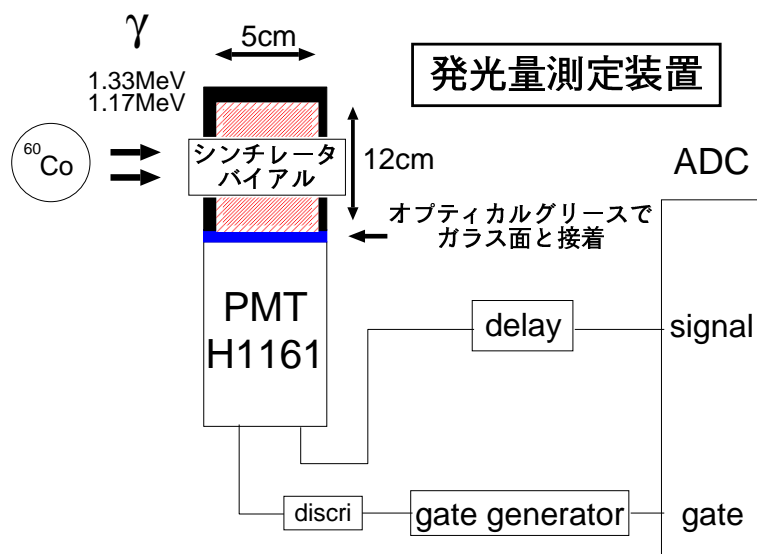 発光量測定装置
γ
1.33MeV
1.17MeV
5cm
60Co
シンチレータ
バイアル
12cm
オプティカルグリースで
ガラス面と接着
ADC
PMT
H1161
delay
signal
discri
gate generator
gate